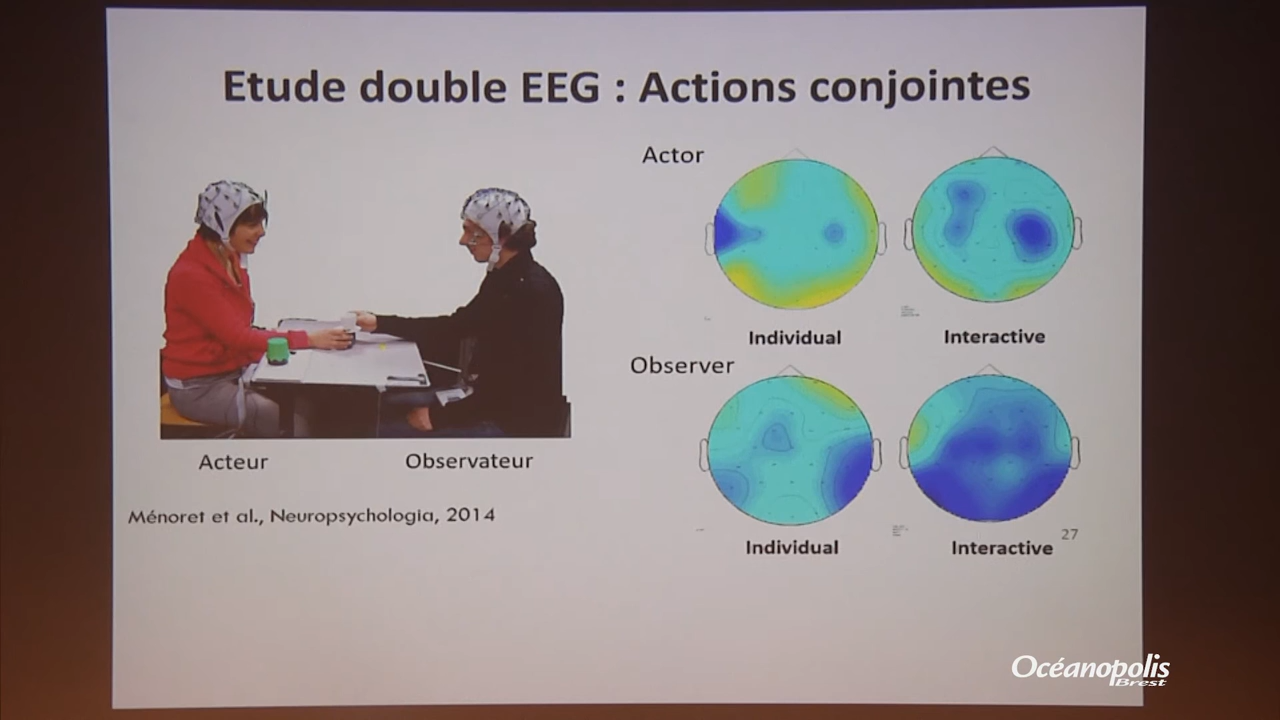 Etude double EEG : Actions conjointes
Actor
Individual
Interactive
Observer
Individual
Interactive
Acteur
Observateur
Ménoret et al., Neuropsychologia, 2014
27
Océanopolis
Brest